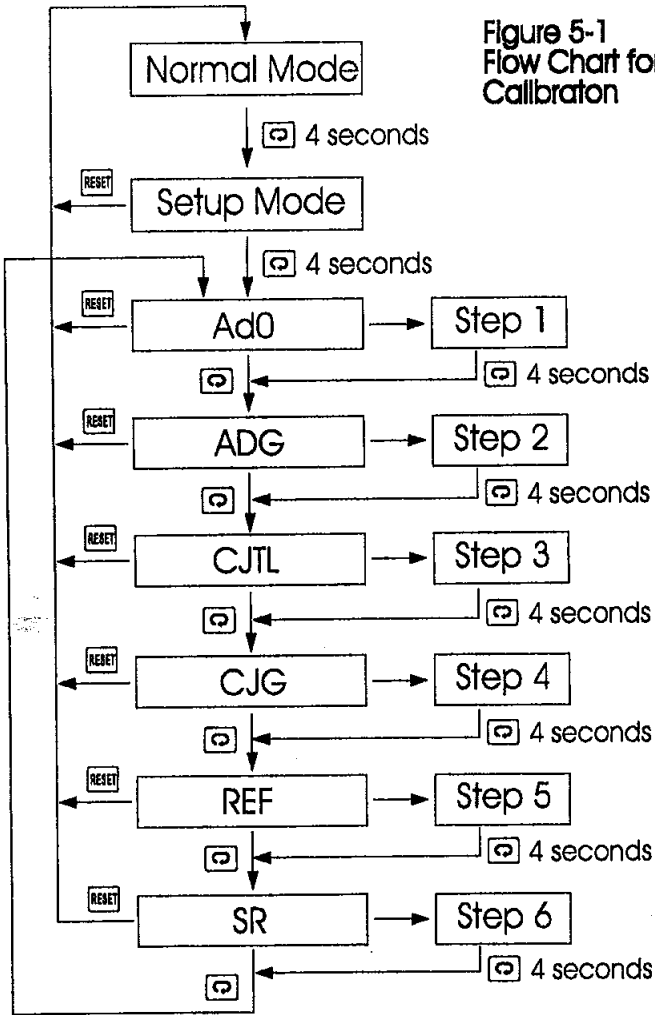 Figure 5-1
Flow Chart for
Callbraton
Normal Mode
4 seconds
RESET
Setup Mode
4 seconds
RESET
Ad0
Step 1
4 seconds
RESET
ADG
Step 2
4 seconds
RESET
CJTL
Step 3
4 seconds
RESET
CJG
Step 4
4 seconds
RESET
REF
Step 5
4 seconds
RESET
SR
Step 6
4 seconds